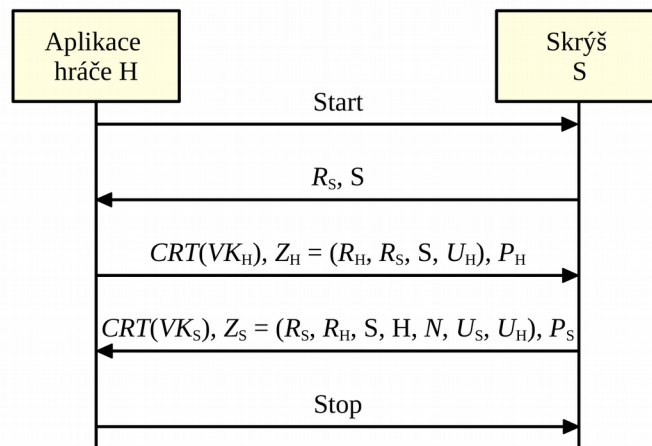 Aplikace
hráče H
Skrýš
S
Start
R_S, S
CRT(VK_H), Z_H = (R_H, R_S, S, U_H), P_H
CRT(VK_S), Z_S = (R_S, R_H, S, H, N, U_S, U_H), P_S
Stop